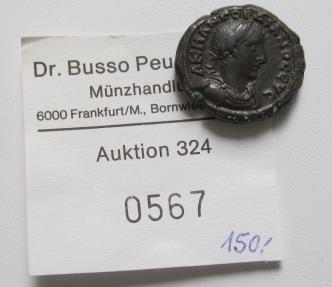 Dr. Busso Peu
Münzhandlu
6000 Frankfurt/M., Bornwies
Auktion 324
0567
150.-